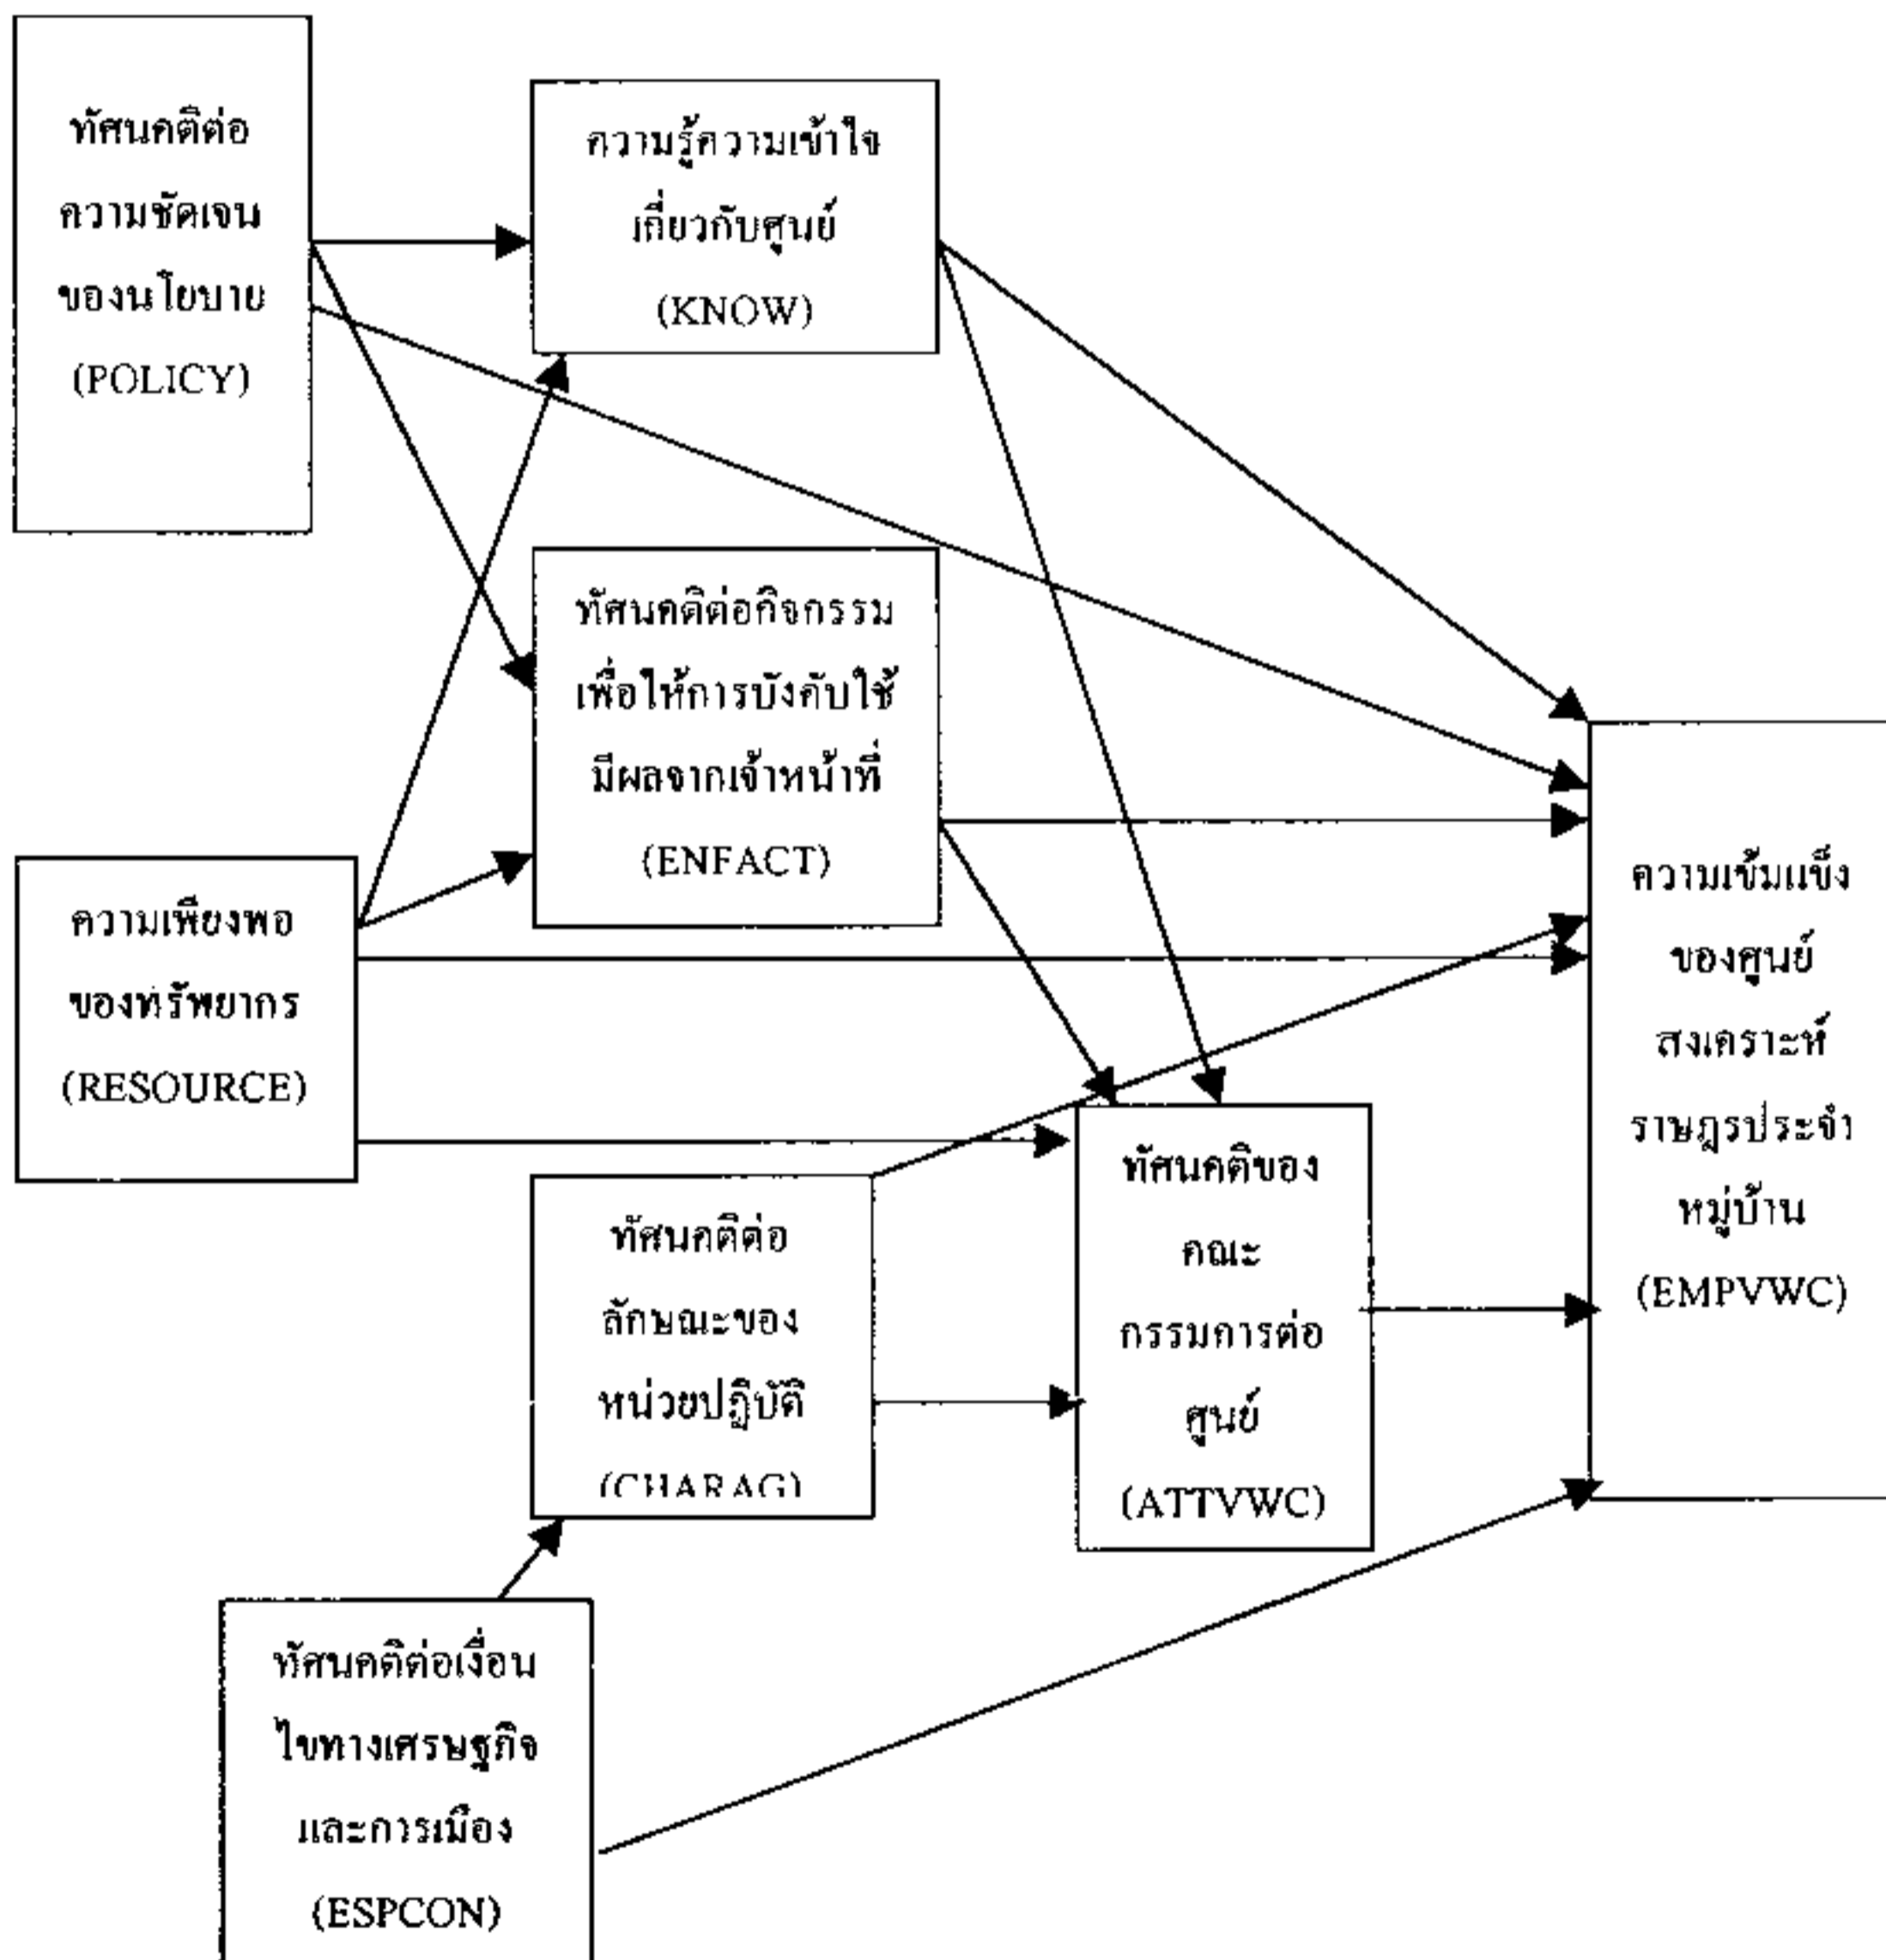 ทัศนคติต่อ
ความชัดเจน
ของนโยบาย
(POLICY)
ความรู้ความเข้าใจ
เกี่ยวกับศูนย์
(KNOW)
ทัศนคติต่อกิจกรรม
เพื่อให้การบังคับใช้
มีผลจากเจ้าหน้าที่
(ENFACT)
ความเพียงพอ
ของทรัพยากร
(RESOURCE)
ทัศนคติต่อ
ลักษณะของ
หน่วยปฏิบัติ
(CHARAG)
ทัศนคติของ
คณะ
กรรมการต่อ
ศูนย์
(ATTVWC)
ความเข้มแข็ง
ของศูนย์
สงเคราะห์
ราษฎรประจำ
หมู่บ้าน
(EMPVWC)
ทัศนคติต่อเงื่อน
ไขทางเศรษฐกิจ
และการเมือง
(ESPCON)